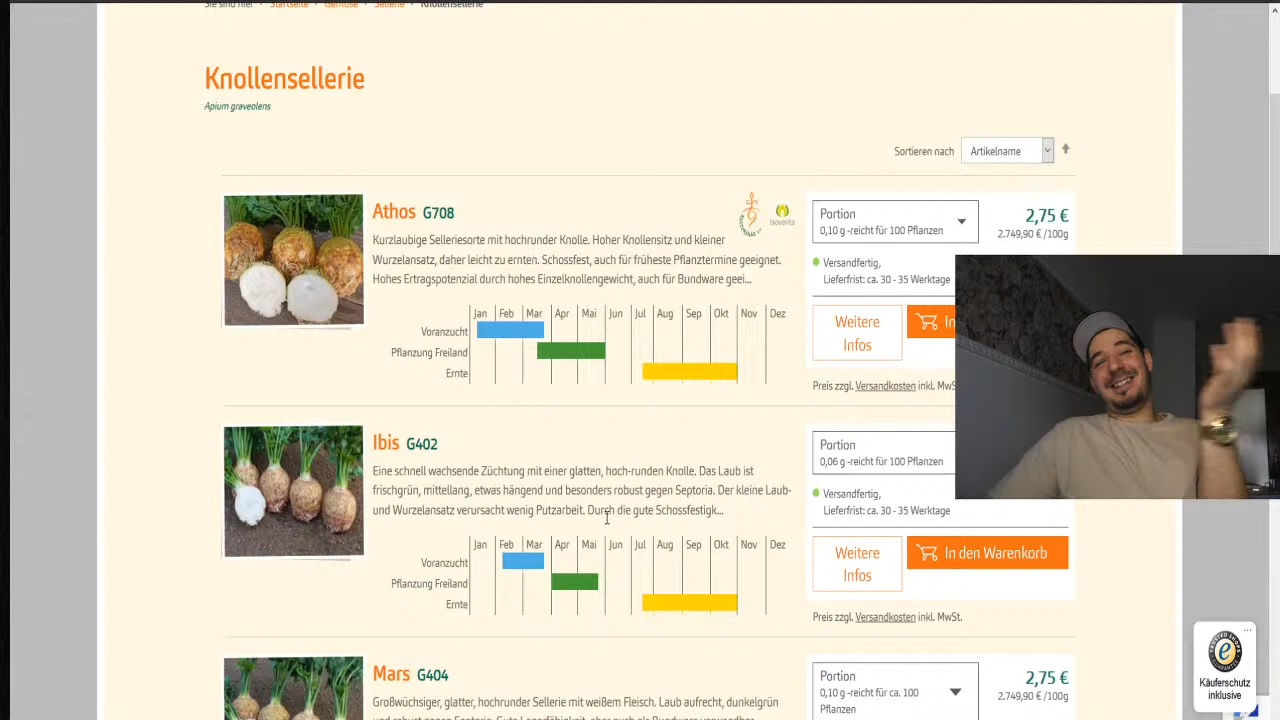 Sie sind hier Startseite Gemüse Sellerie Knollensellerie
Knollensellerie
Apium graveolens
Sortieren nach Artikelname
Athos G708
bioverita
Kurzlaubige Selleriesorte mit hochrunder Knolle. Hoher Knollensitz und kleiner
Wurzelansatz, daher leicht zu ernten. Schossfest, auch für früheste Pflanztermine geeignet.
Hohes Ertragspotenzial durch hohes Einzelknollengewicht, auch für Bundware geei...
Jan Feb Mar Apr Mai Jun Jul Aug Sep Okt Nov Dez
Voranzucht
Pflanzung Freiland
Ernte
Portion
0,10 g -reicht für 100 Pflanzen
2,75 €
2.749,90 € /100g
Versandfertig,
Lieferfrist: ca. 30 - 35 Werktage
Weitere
Infos
In
Preis zzgl. Versandkosten inkl. MwS
Ibis G402
Eine schnell wachsende Züchtung mit einer glatten, hoch-runden Knolle. Das Laub ist
frischgrün, mittellang, etwas hängend und besonders robust gegen Septoria. Der kleine Laub-
und Wurzelansatz verursacht wenig Putzarbeit. Durch die gute Schossfestigk...
Jan Feb Mar Apr Mai Jun Jul Aug Sep Okt Nov Dez
Voranzucht
Pflanzung Freiland
Ernte
Portion
0,06 g -reicht für 100 Pflanzen
Versandfertig,
Lieferfrist: ca. 30 - 35 Werktage
Weitere
Infos
In den Warenkorb
Preis zzgl. Versandkosten inkl. MwSt.
Mars G404
Großwüchsiger, glatter, hochrunder Sellerie mit weißem Fleisch. Laub aufrecht, dunkelgrün
Portion
0,10 g -reicht für ca. 100
Pflanzen
2,75 €
2.749,90 € /100g
Käuferschutz
inklusive